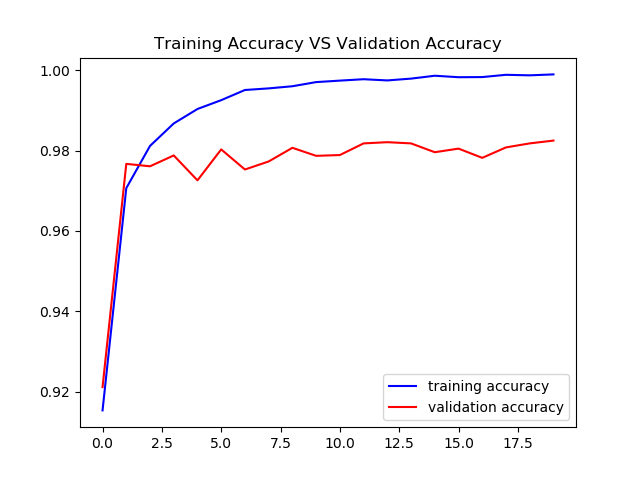 Training Accuracy VS Validation Accuracy
1.00
0.98
0.96
0.94
0.92
training accuracy
validation accuracy
0.0 2.5 5.0 7.5 10.0 12.5 15.0 17.5